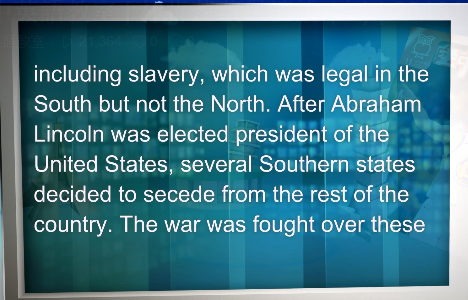 including slavery, which was legal in the
South but not the North. After Abraham
Lincoln was elected president of the
United States, several Southern states
decided to secede from the rest of the
country. The war was fought over these